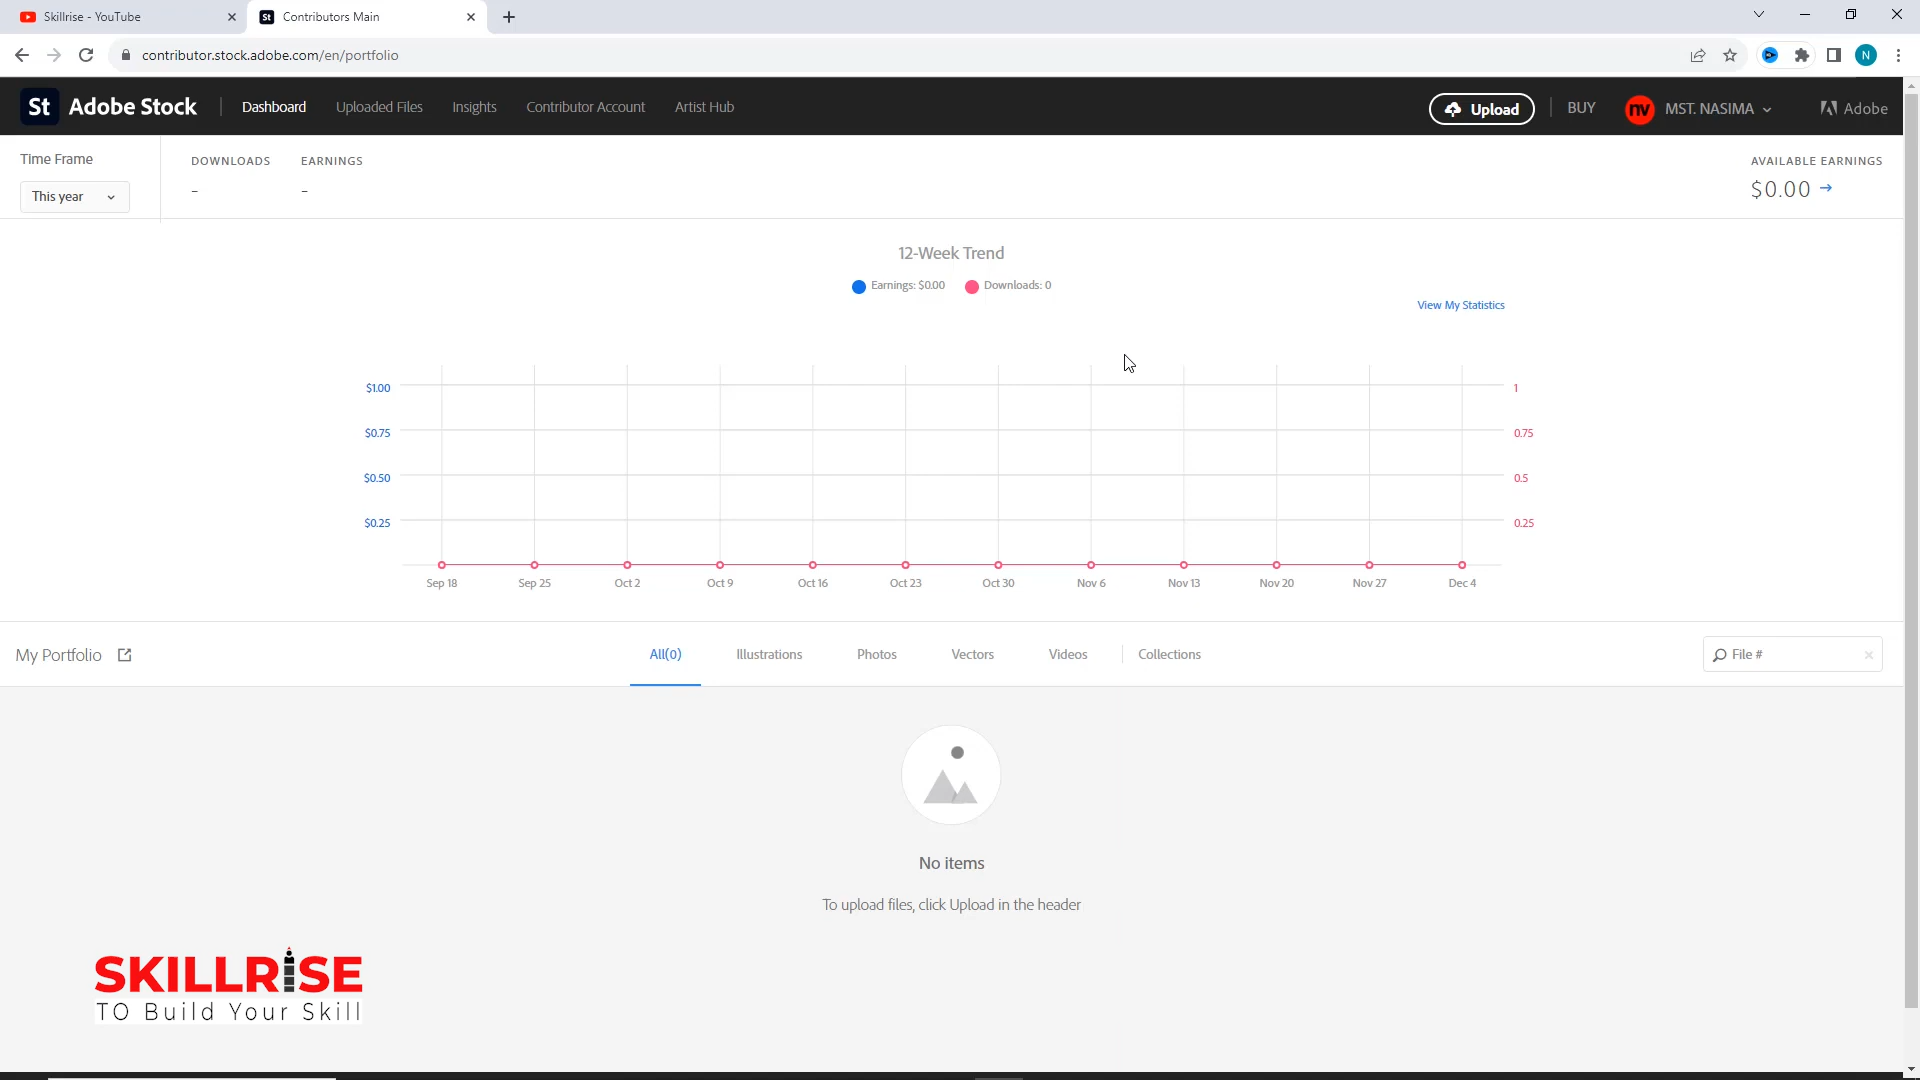 Skillrise - YouTube
St Contributors Main
contributor.stock.adobe.com/en/portfolio
N
St Adobe Stock Dashboard Uploaded Files Insights Contributor Account Artist Hub Upload BUY nv MST. NASIMA Adobe
Time Frame
This year
DOWNLOADS
–
EARNINGS
–
AVAILABLE EARNINGS
$0.00
12-Week Trend
Earnings: $0.00 Downloads: 0
View My Statistics
$1.00 1
$0.75 0.75
$0.50 0.5
$0.25 0.25
Sep 18 Sep 25 Oct 2 Oct 9 Oct 16 Oct 23 Oct 30 Nov 6 Nov 13 Nov 20 Nov 27 Dec 4
My Portfolio All(0) Illustrations Photos Vectors Videos Collections File #
No items
To upload files, click Upload in the header
SKILLRISE
TO Build Your Skill